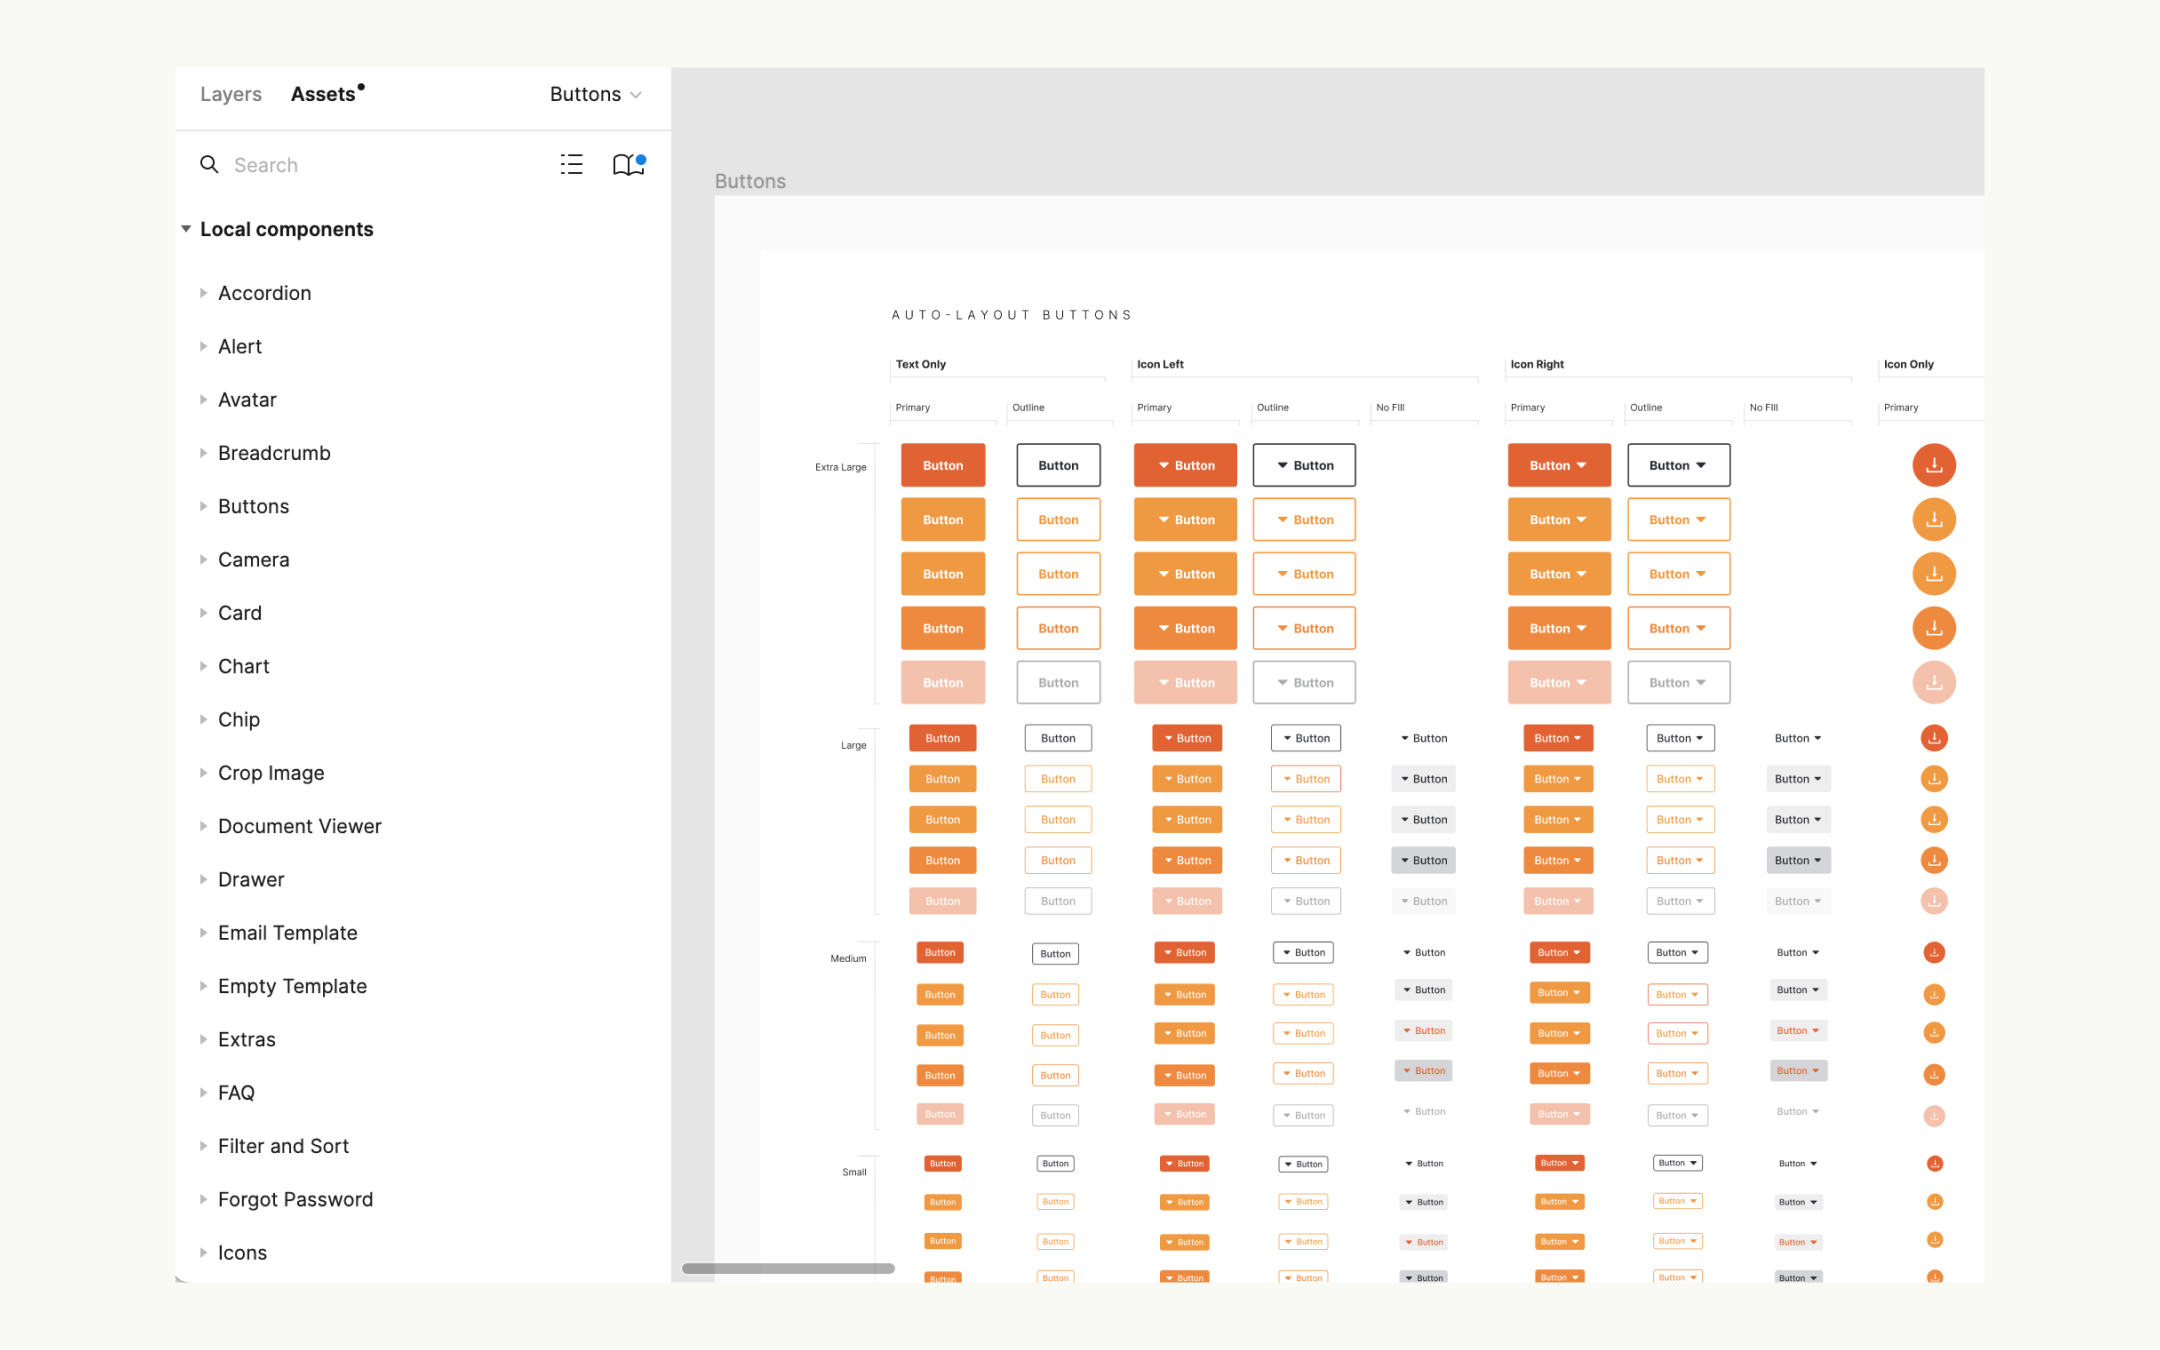 Layers Assets Buttons
Search
Local components
Accordion
Alert
Avatar
Breadcrumb
Buttons
Camera
Card
Chart
Chip
Crop Image
Document Viewer
Drawer
Email Template
Empty Template
Extras
FAQ
Filter and Sort
Forgot Password
Icons
Buttons
AUTO-LAYOUT BUTTONS
Text Only Icon Left Icon Right Icon Only
Primary Outline Primary Outline No FIll Primary Outline No FIll Primary
Extra Large Button Button Button Button Button Button
Button Button Button Button Button Button
Button Button Button Button Button Button
Button Button Button Button Button Button
Button Button Button Button Button Button
Large Button Button Button Button Button Button Button Button
Button Button Button Button Button Button Button Button
Button Button Button Button Button Button Button Button
Button Button Button Button Button Button Button Button
Button Button Button Button Button Button Button Button
Medium Button Button Button Button Button Button Button Button
Button Button Button Button Button Button Button Button
Button Button Button Button Button Button Button Button
Button Button Button Button Button Button Button Button
Button Button Button Button Button Button Button Button
Small Button Button Button Button Button Button Button Button
Button Button Button Button Button Button Button Button
Button Button Button Button Button Button Button Button
Button Button Button Button Button Button Button Button